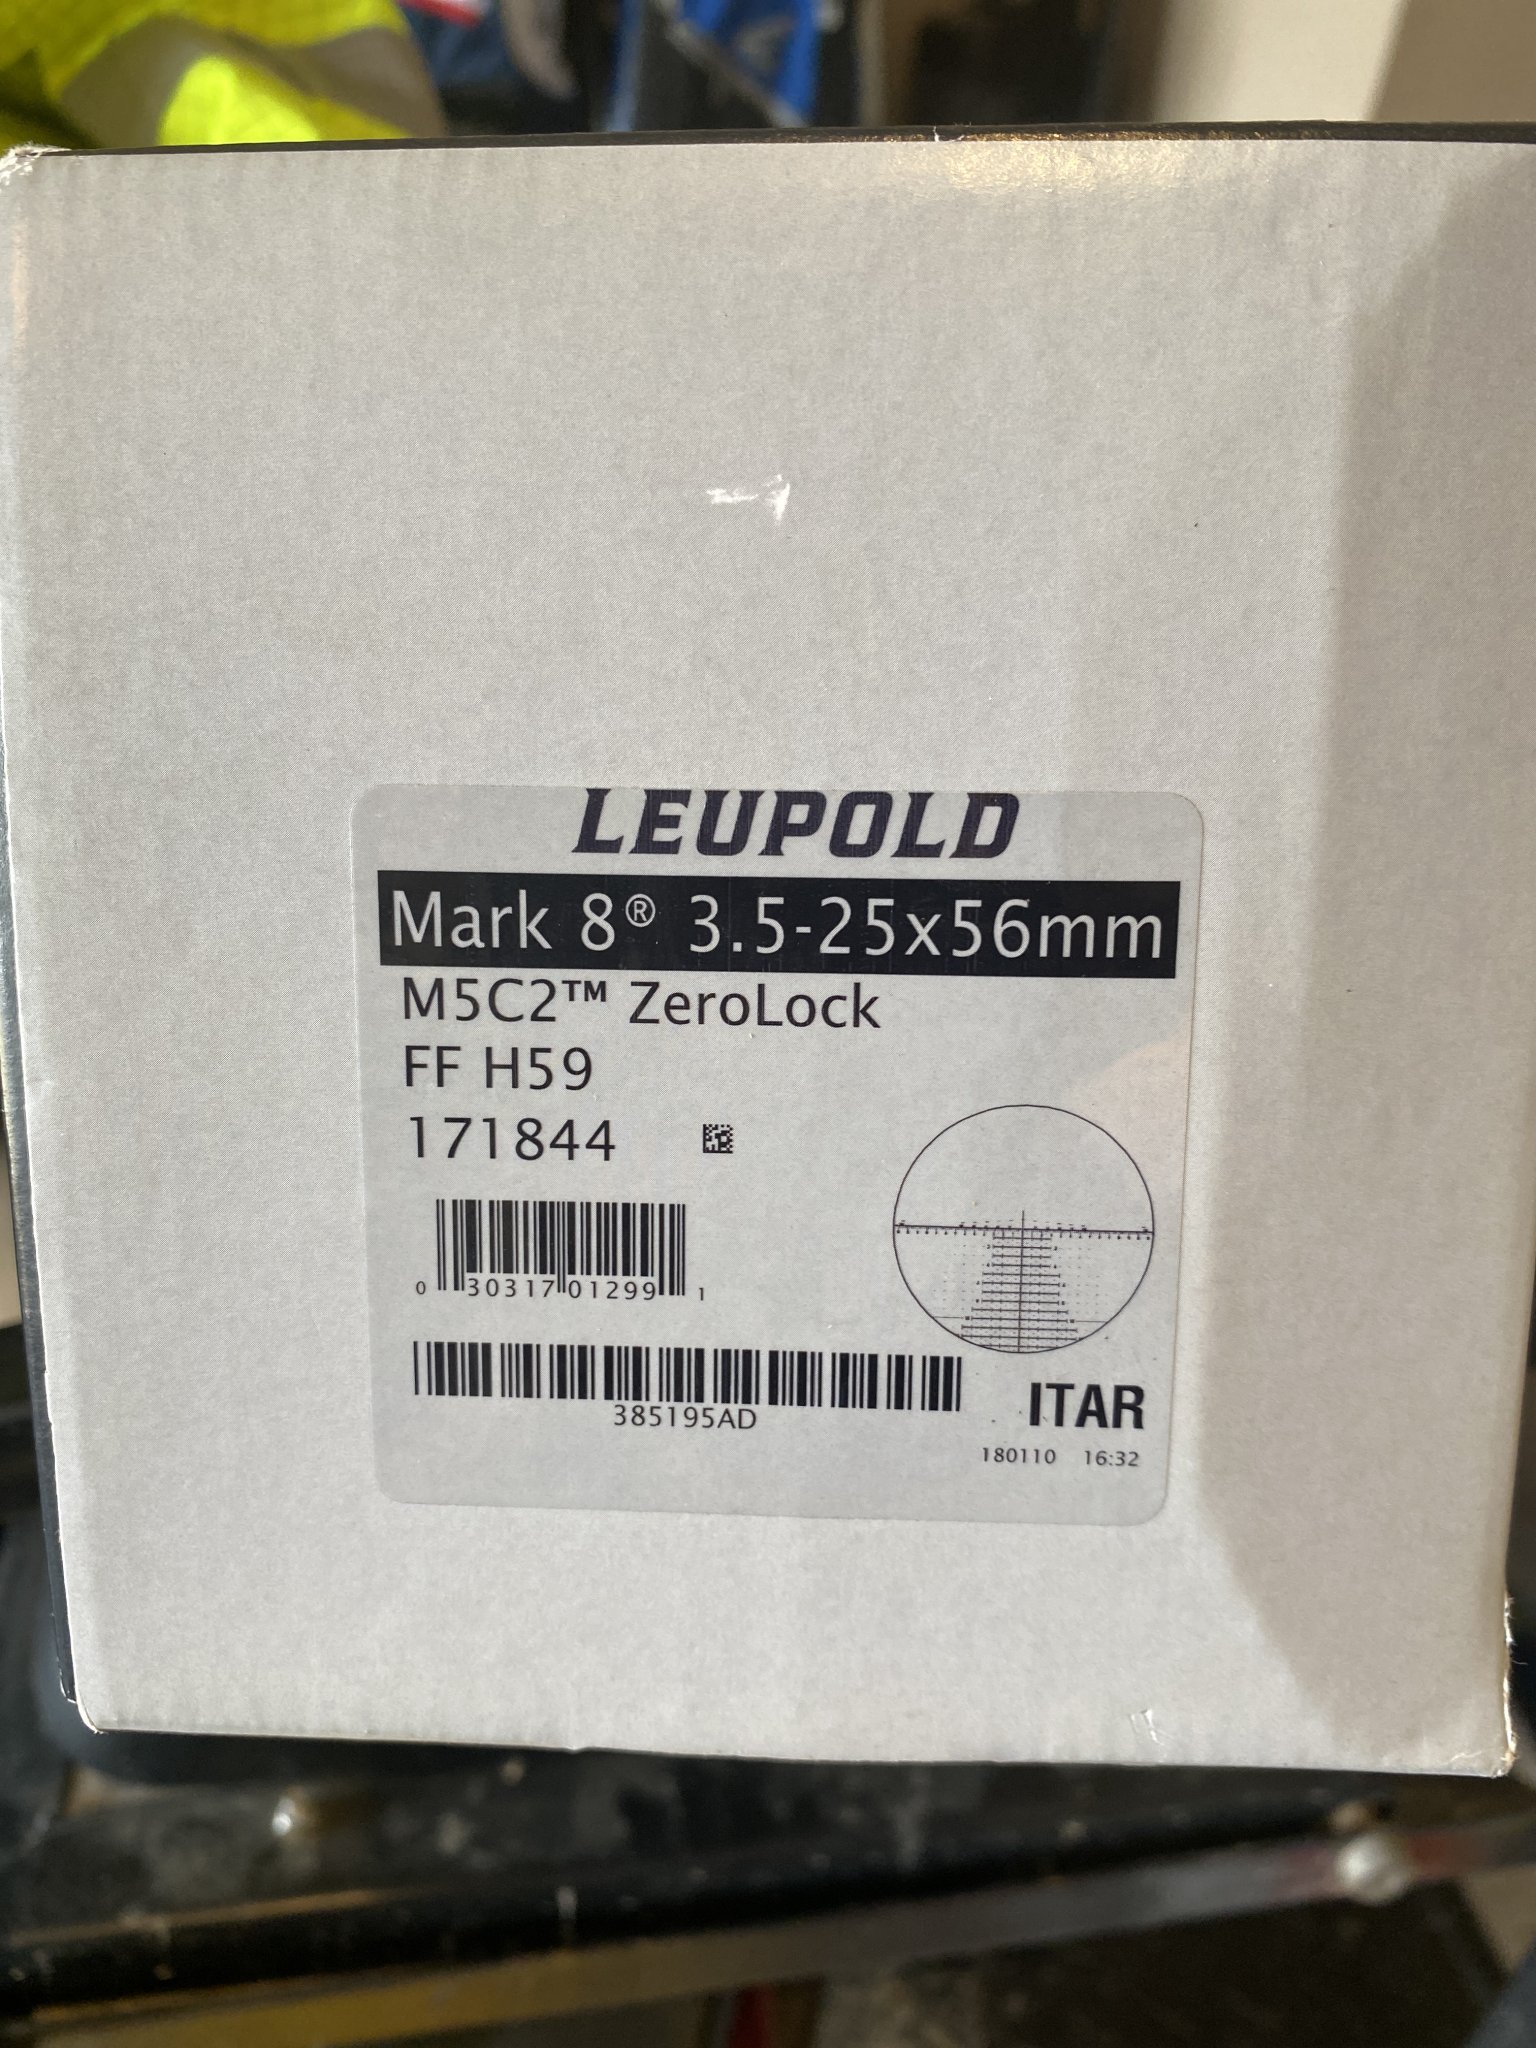 LEUPOLD
Mark 8® 3.5-25x56mm
M5C2™ ZeroLock
FF H59
171844
0 30317 01299 1
385195AD
ITAR
180110 16:32